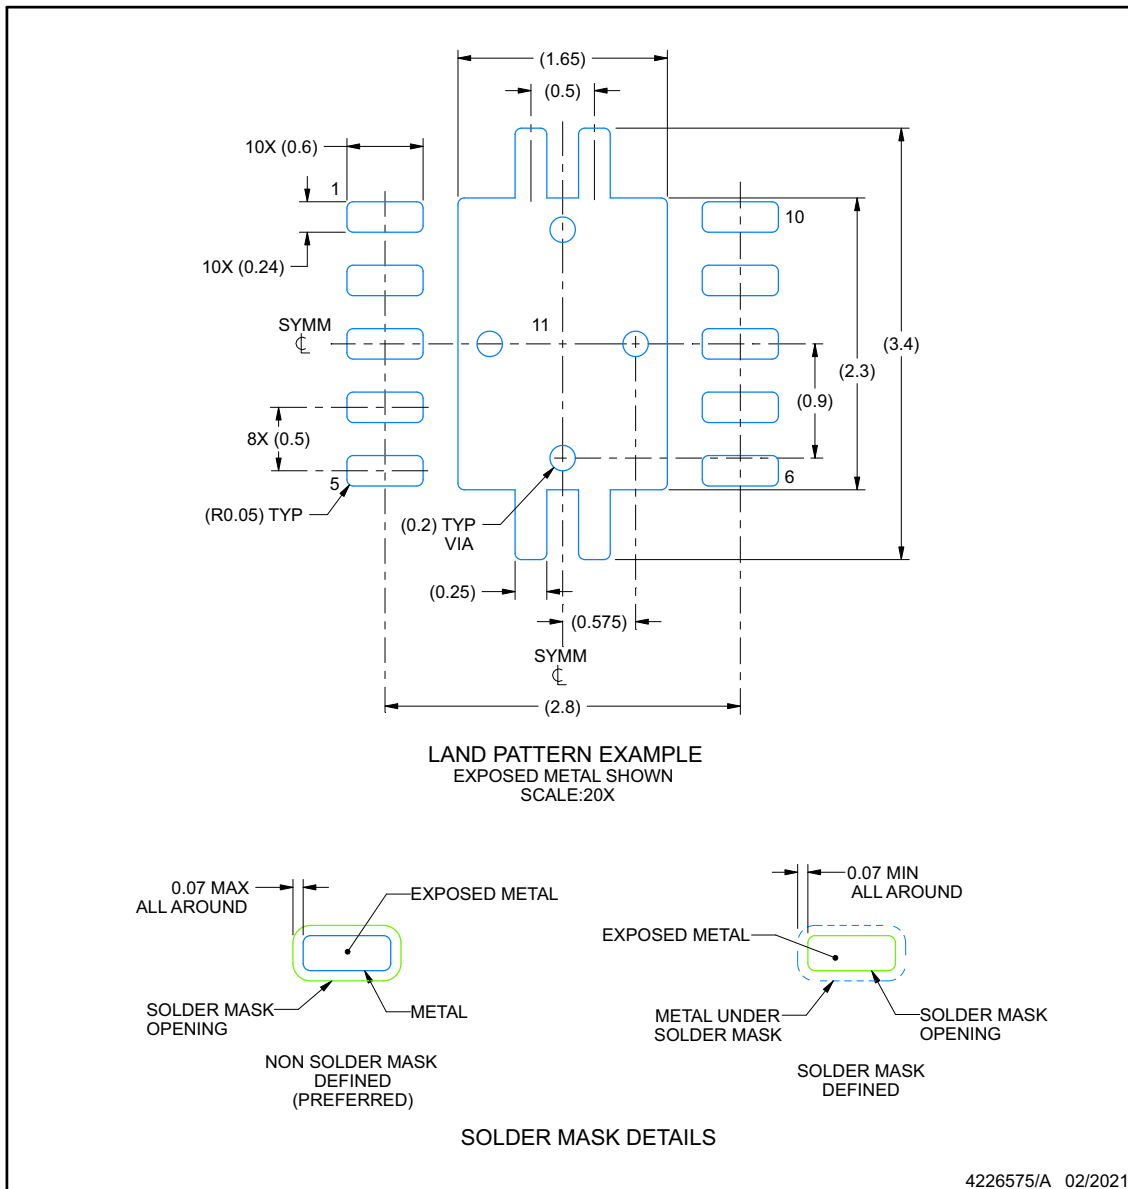 (1.65)
(0.5)
10X (0.6)
1
10
10X (0.24)
SYMM
℄
11
(3.4)
(2.3)
(0.9)
8X (0.5)
5
6
(R0.05) TYP
(0.2) TYP
VIA
(0.25)
(0.575)
SYMM
℄
(2.8)
LAND PATTERN EXAMPLE
EXPOSED METAL SHOWN
SCALE:20X
0.07 MAX
ALL AROUND
EXPOSED METAL
SOLDER MASK
OPENING
METAL
NON SOLDER MASK
DEFINED
(PREFERRED)
0.07 MIN
ALL AROUND
EXPOSED METAL
METAL UNDER
SOLDER MASK
SOLDER MASK
OPENING
SOLDER MASK
DEFINED
SOLDER MASK DETAILS
4226575/A 02/2021